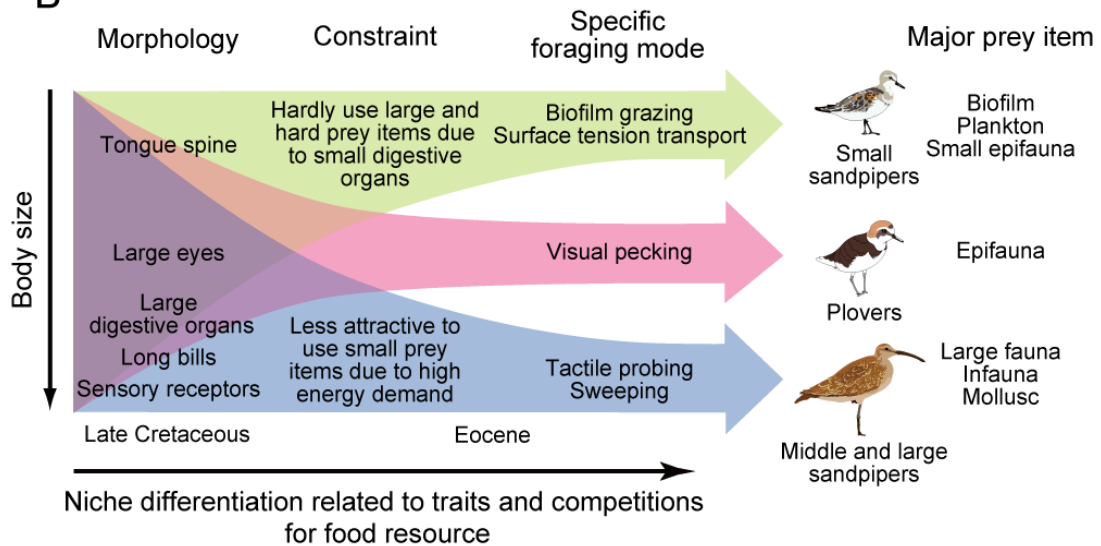 B
Morphology
Constraint
Specific
foraging mode
Major prey item
Body size
Tongue spine
Large eyes
Large
digestive organs
Long bills
Sensory receptors
Hardly use large and
hard prey items due
to small digestive
organs
Less attractive to
use small prey
items due to high
energy demand
Biofilm grazing
Surface tension transport
Visual pecking
Tactile probing
Sweeping
Small
sandpipers
Biofilm
Plankton
Small epifauna
Plovers
Epifauna
Middle and large
sandpipers
Large fauna
Infauna
Mollusc
Late Cretaceous
Eocene
Niche differentiation related to traits and competitions
for food resource